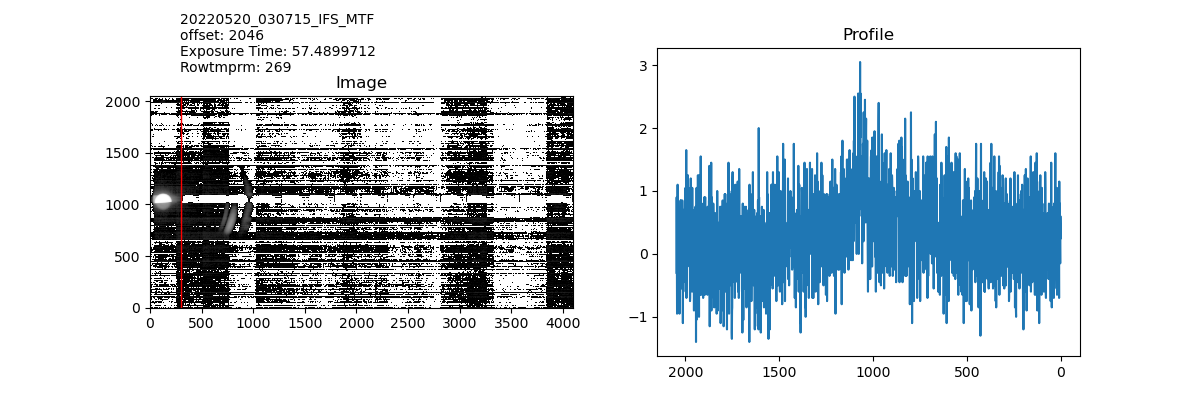 20220520_030715_IFS_MTF
offset: 2046
Exposure Time: 57.4899712
Rowtmprm: 269
Image
2000
1500
1000
500
0
0 500 1000 1500 2000 2500 3000 3500 4000
Profile
3
2
1
0
−1
2000 1500 1000 500 0